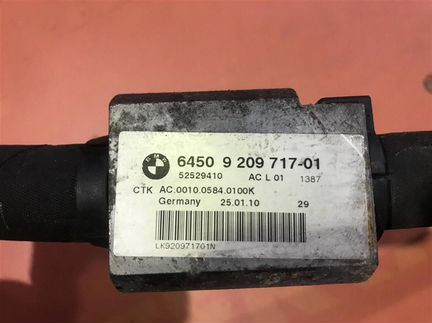 BMW
6450 9 209 717-01
52529410 AC L 01 1387
CTK AC.0010.0584.0100K
Germany 25.01.10 29
LK920971701N